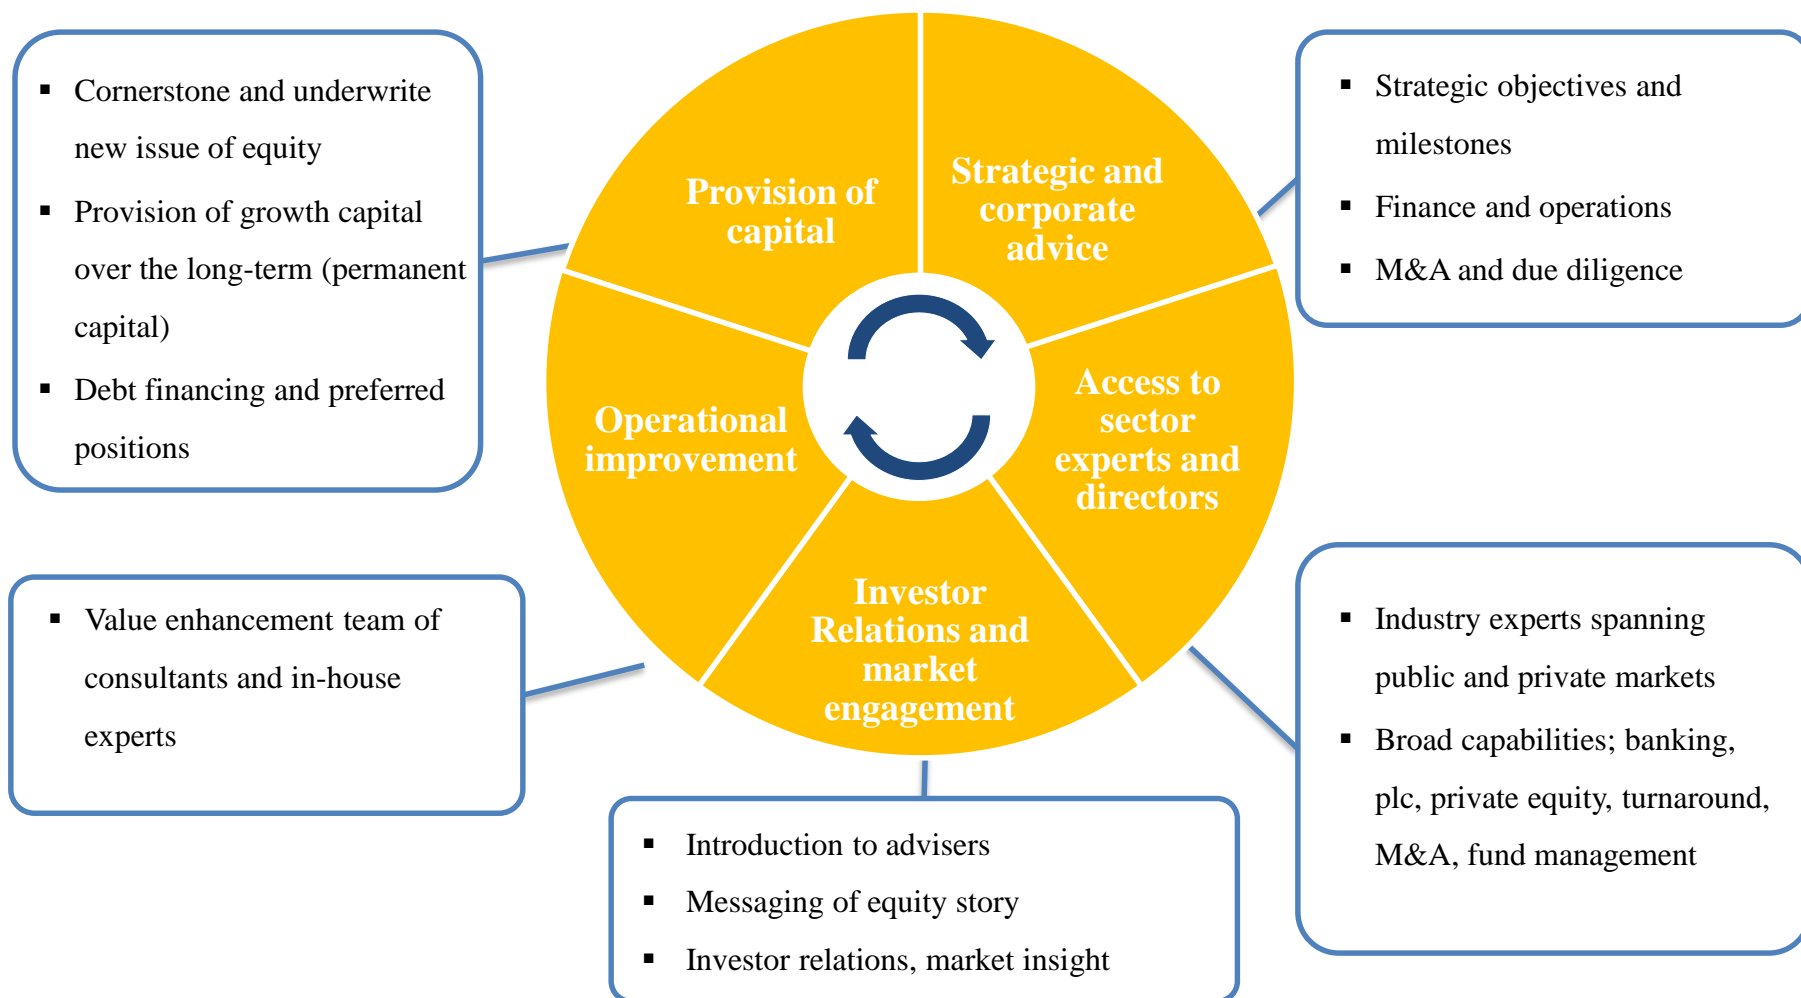 ▪ Cornerstone and underwrite
new issue of equity
▪ Provision of growth capital
over the long-term (permanent
capital)
▪ Debt financing and preferred
positions
Provision of
capital
Strategic and
corporate
advice
▪ Strategic objectives and
milestones
▪ Finance and operations
▪ M&A and due diligence
Operational
improvement
Access to
sector
experts and
directors
Investor
Relations and
market
engagement
▪ Value enhancement team of
consultants and in-house
experts
▪ Introduction to advisers
▪ Messaging of equity story
▪ Investor relations, market insight
▪ Industry experts spanning
public and private markets
▪ Broad capabilities; banking,
plc, private equity, turnaround,
M&A, fund management